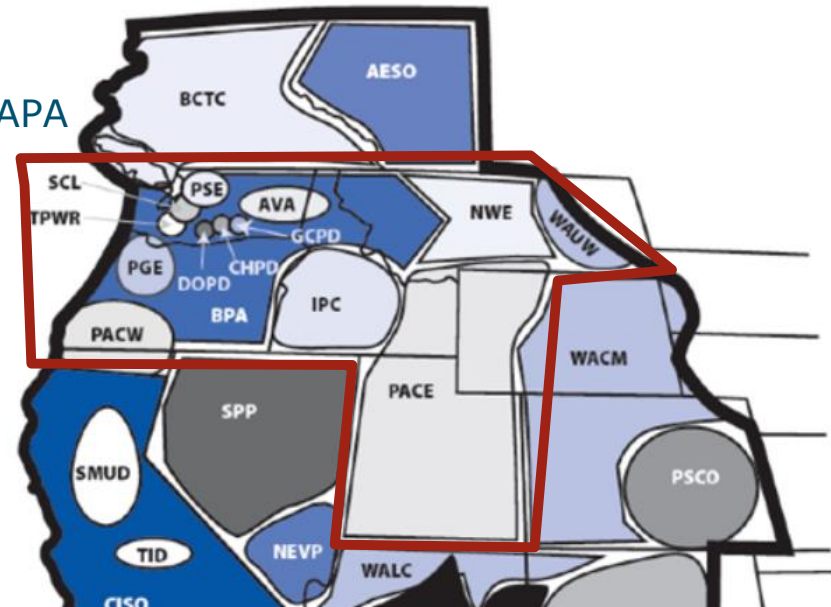 AESO
BCTC
APA
SCL
PSE
AVA
NWE
TPWR
WAUW
GCPD
PGE
CHPD
DOPD
IPC
BPA
PACW
WACM
PACE
SPP
SMUD
PSCO
TID
NEVP
WALC
CISO